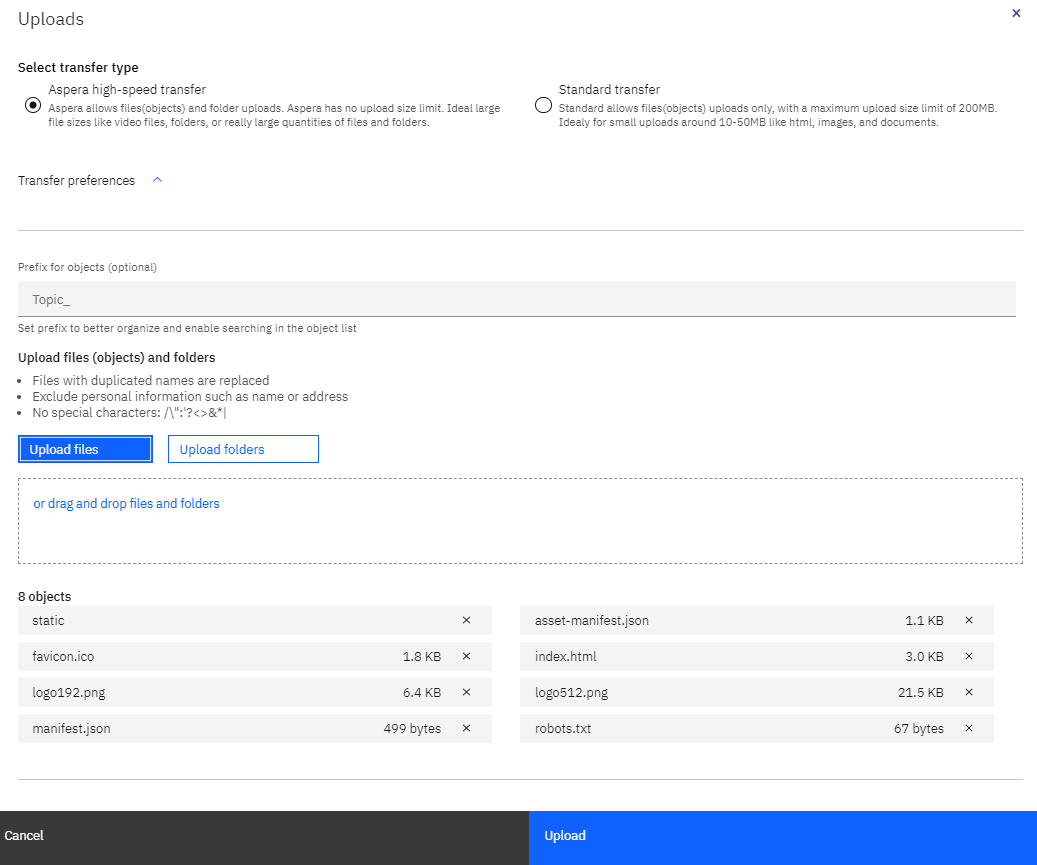 Uploads
Select transfer type
Aspera high-speed transfer
Aspera allows files(objects) and folder uploads. Aspera has no upload size limit. Ideal large
file sizes like video files, folders, or really large quantities of files and folders.
Standard transfer
Standard allows files(objects) uploads only, with a maximum upload size limit of 200MB.
Idealy for small uploads around 10-50MB like html, images, and documents.
Transfer preferences
Prefix for objects (optional)
Topic_
Set prefix to better organize and enable searching in the object list
Upload files (objects) and folders
• Files with duplicated names are replaced
• Exclude personal information such as name or address
• No special characters: /\":'?<>&*|
Upload files Upload folders
or drag and drop files and folders
8 objects
static × asset-manifest.json 1.1 KB ×
favicon.ico 1.8 KB × index.html 3.0 KB ×
logo192.png 6.4 KB × logo512.png 21.5 KB ×
manifest.json 499 bytes × robots.txt 67 bytes ×
Cancel Upload